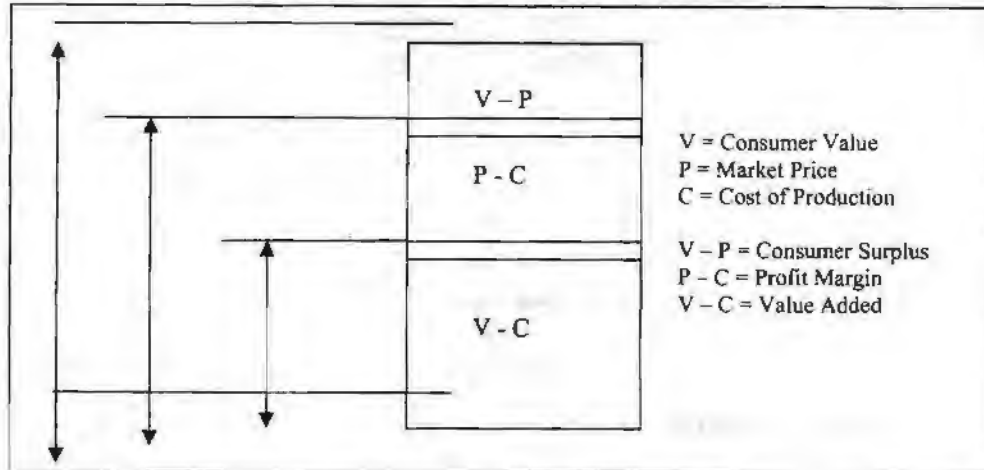 V – P
P - C
V - C
V = Consumer Value
P = Market Price
C = Cost of Production
V – P = Consumer Surplus
P – C = Profit Margin
V – C = Value Added